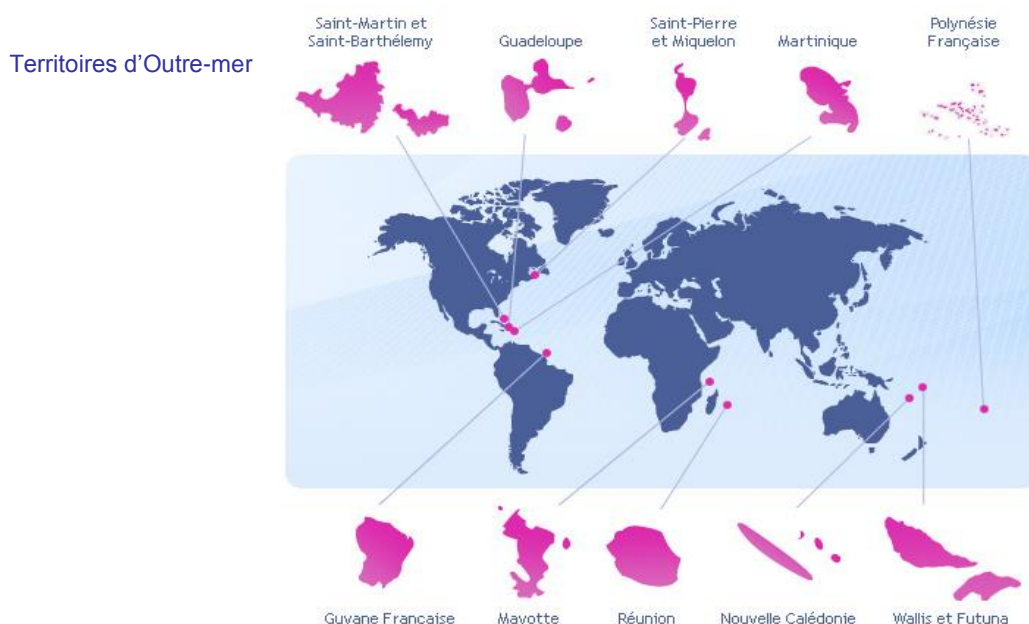 Saint-Martin et
Saint-Barthélemy
Guadeloupe
Saint-Pierre
et Miquelon
Martinique
Polynésie
Française
Territoires d’Outre-mer
Guyane Française
Mayotte
Réunion
Nouvelle Calédonie
Wallis et Futuna